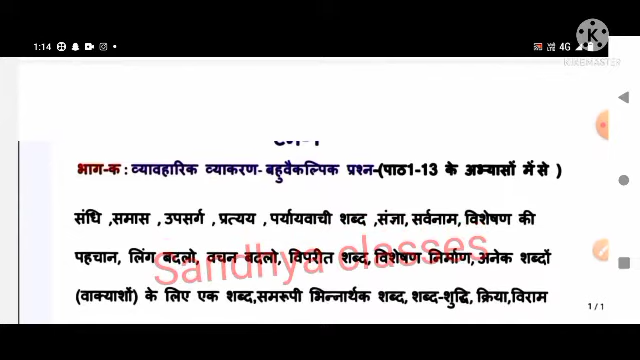 1:14
4G
KINEMASTER
भाग-क : व्यावहारिक व्याकरण- बहुवैकल्पिक प्रश्न-(पाठ1-13 के अभ्यासों में से )
संधि ,समास ,उपसर्ग ,प्रत्यय ,पर्यायवाची शब्द ,संज्ञा, सर्वनाम, विशेषण की
पहचान, लिंग बदलो, वचन बदलो, विपरीत शब्द, विशेषण निर्माण, अनेक शब्दों
Sandhya classes
(वाक्याशों) के लिए एक शब्द,समरूपी भिन्नार्थक शब्द, शब्द-शुद्धि, क्रिया,विराम
1/1